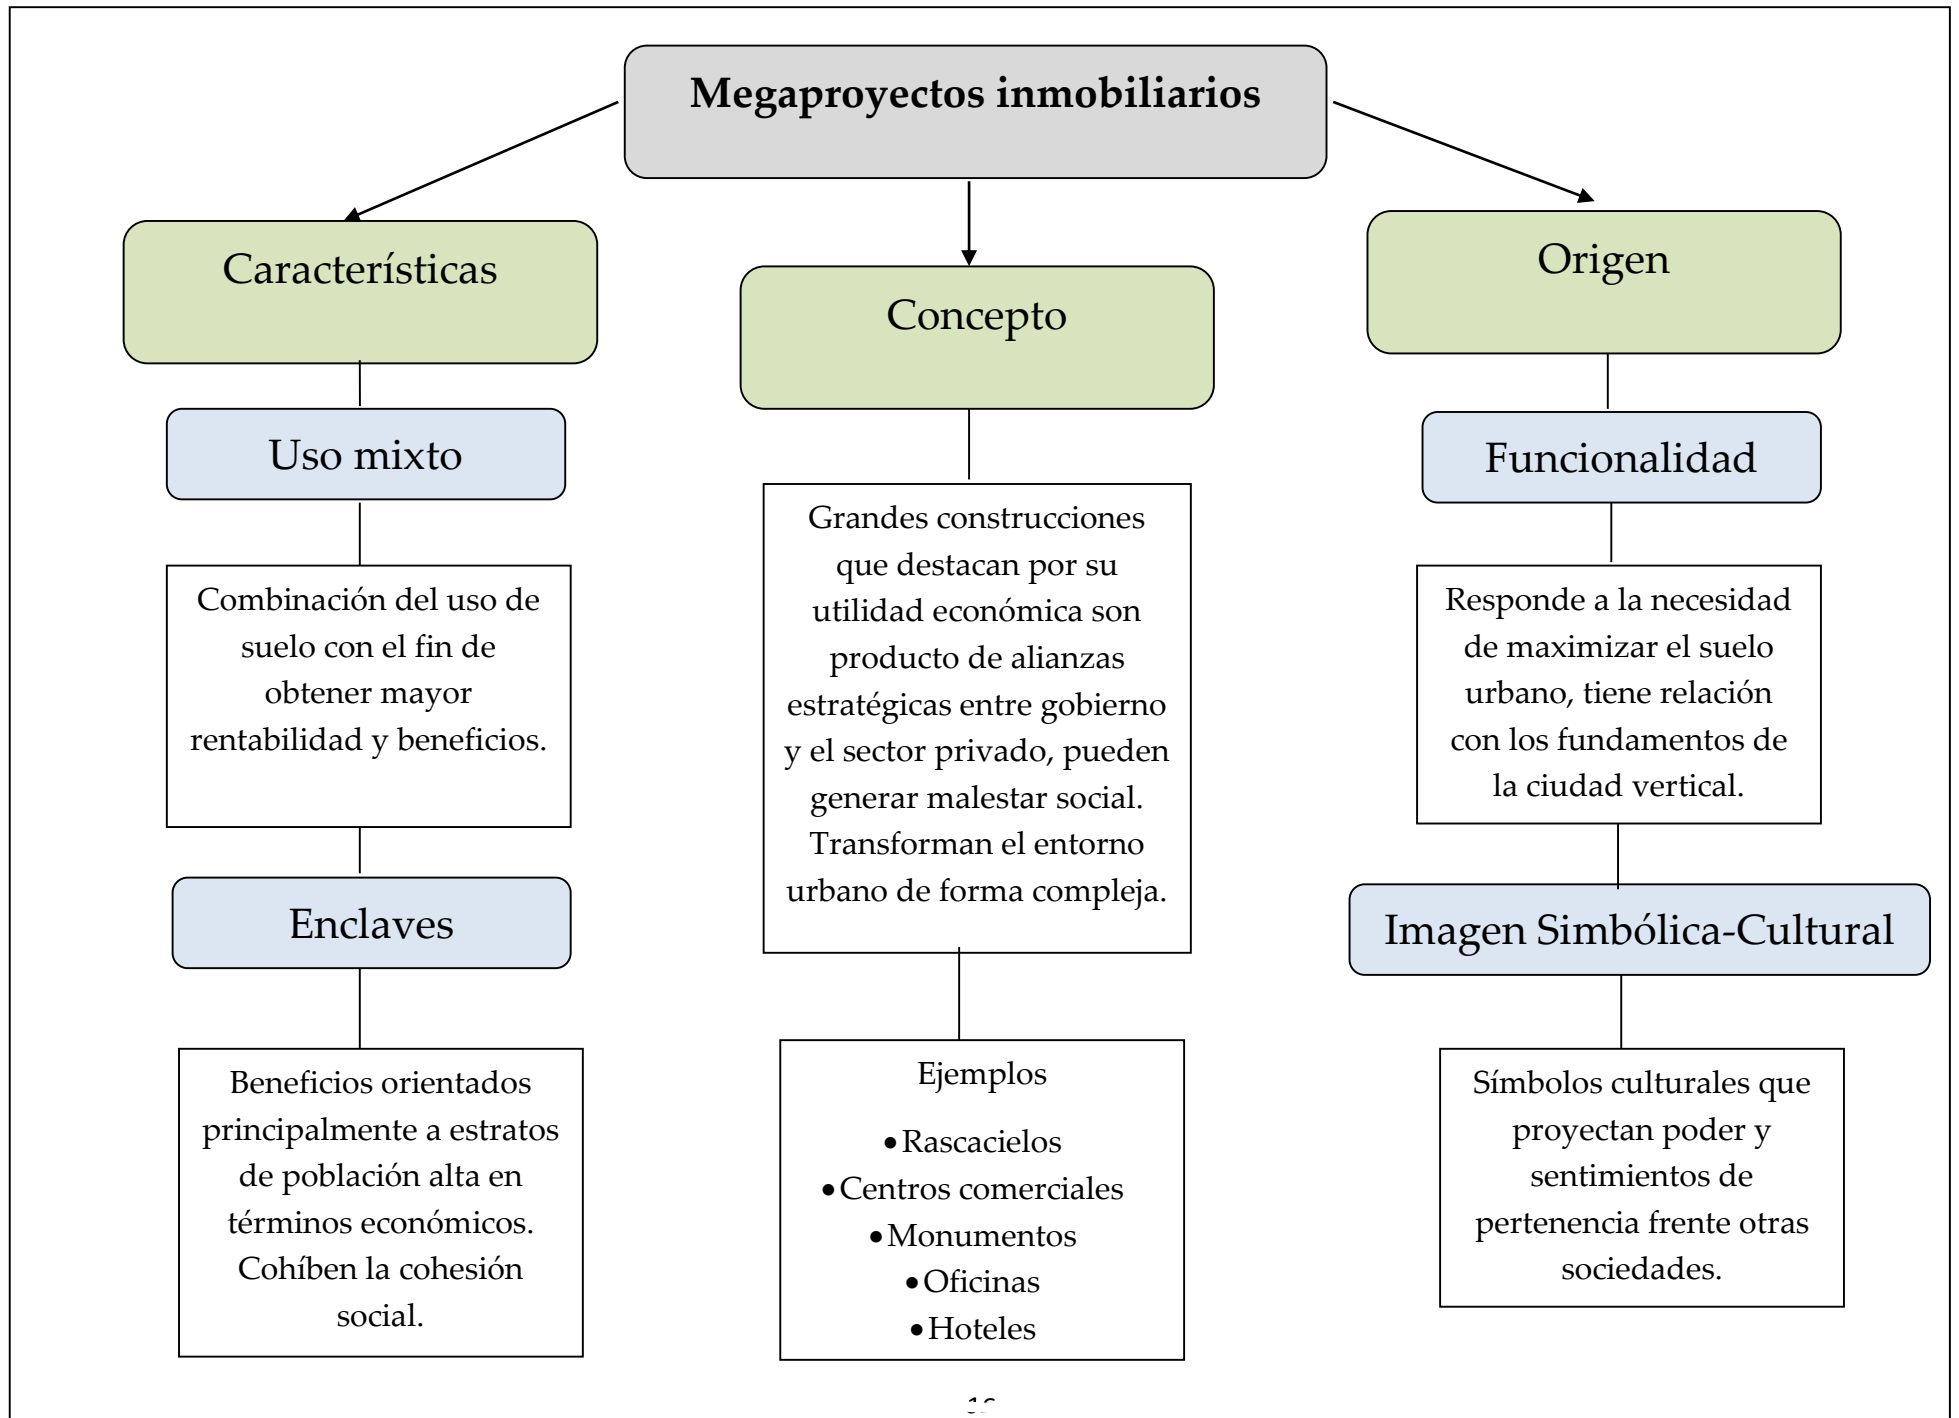 Megaproyectos inmobiliarios
Características
Uso mixto
Combinación del uso de
suelo con el fin de
obtener mayor
rentabilidad y beneficios.
Enclaves
Beneficios orientados
principalmente a estratos
de población alta en
términos económicos.
Cohíben la cohesión
social.
Concepto
Grandes construcciones
que destacan por su
utilidad económica son
producto de alianzas
estratégicas entre gobierno
y el sector privado, pueden
generar malestar social.
Transforman el entorno
urbano de forma compleja.
Ejemplos
•Rascacielos
•Centros comerciales
•Monumentos
•Oficinas
•Hoteles
Origen
Funcionalidad
Responde a la necesidad
de maximizar el suelo
urbano, tiene relación
con los fundamentos de
la ciudad vertical.
Imagen Simbólica-Cultural
Símbolos culturales que
proyectan poder y
sentimientos de
pertenencia frente otras
sociedades.